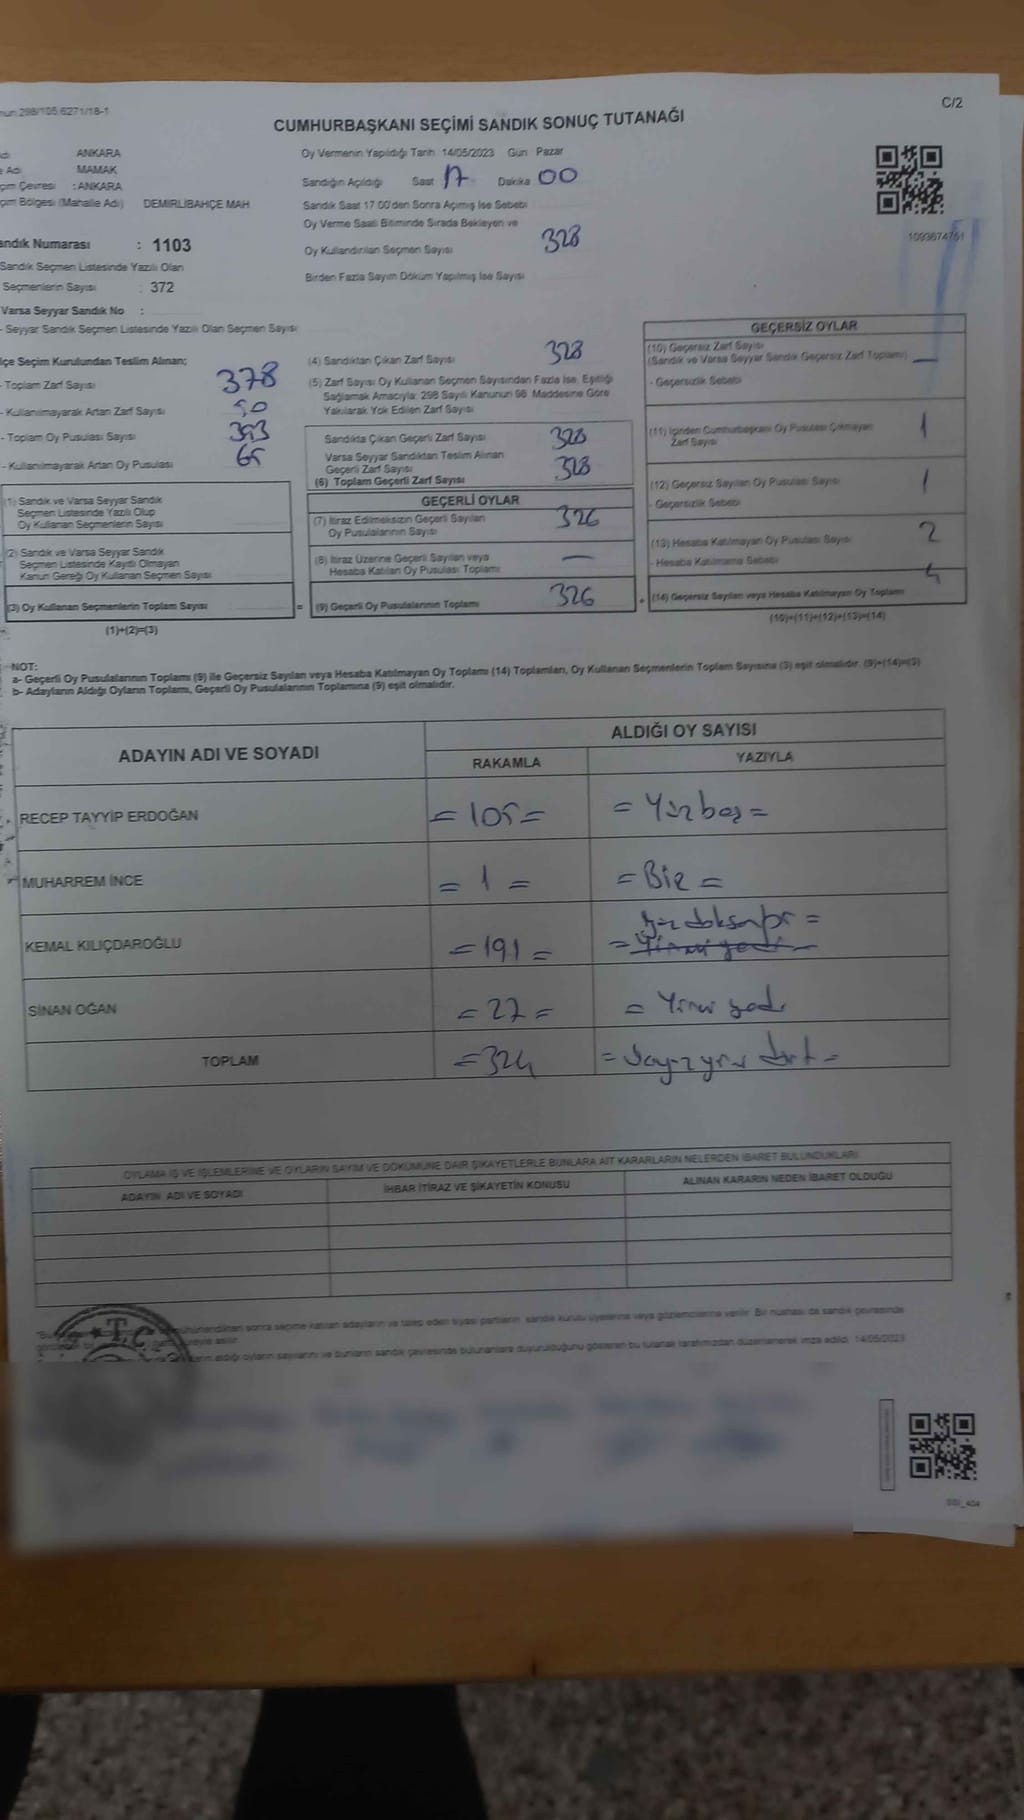 298/105,6271/18-1
C/2
CUMHURBAŞKANI SEÇİMİ SANDIK SONUÇ TUTANAĞI
ANKARA
Adı MAMAK
Çevresi : ANKARA
Bölgesi (Mahalle Adı) DEMİRLİBAHÇE MAH
Oy Vermenin Yapıldığı Tarih 14/05/2023 Gün Pazar
Sandığın Açıldığı Saat 17 Dakika 00
Sandık Saat 17:00'den Sonra Açımış İse Sebebi
Oy Verme Saati Bitiminde Sırada Bekleyen ve
Oy Kullandırılan Seçmen Sayısı 328
Birden Fazla Sayım Döküm Yapılmış İse Sayısı
1093674751
andık Numarası : 1103
Sandık Seçmen Listesinde Yazılı Olan
Seçmenlerin Sayısı : 372
Varsa Seyyar Sandık No :
- Seyyar Sandık Seçmen Listesinde Yazılı Olan Seçmen Sayısı
lçe Seçim Kurulundan Teslim Alınan;
- Toplam Zarf Sayısı 378
- Kullanılmayarak Artan Zarf Sayısı 50
- Toplam Oy Pusulası Sayısı 393
- Kullanılmayarak Artan Oy Pusulası 65
(1) Sandık ve Varsa Seyyar Sandık
Seçmen Listesinde Yazılı Olup
Oy Kullanan Seçmenlerin Sayısı
(2) Sandık ve Varsa Seyyar Sandık
Seçmen Listesinde Kayıtlı Olmayan
Kanun Gereği Oy Kullanan Seçmen Sayısı
(3) Oy Kullanan Seçmenlerin Toplam Sayısı
(1)+(2)=(3)
(4) Sandıktan Çıkan Zarf Sayısı 328
(5) Zarf Sayısı Oy Kullanan Seçmen Sayısından Fazla İse, Eşitliği
Sağlamak Amacıyla; 298 Sayılı Kanunun 98. Maddesine Göre
Yakılarak Yok Edilen Zarf Sayısı
Sandıkta Çıkan Geçerli Zarf Sayısı 328
Varsa Seyyar Sandıktan Teslim Alınan
Geçerli Zarf Sayısı 328
(6) Toplam Geçerli Zarf Sayısı
GEÇERLİ OYLAR
(7) İtiraz Edilmeksizin Geçerli Sayılan
Oy Pusulalarının Sayısı 326
(8) İtiraz Üzerine Geçerli Sayılan veya
Hesaba Katılan Oy Pusulası Toplamı —
= (9) Geçerli Oy Pusulalarının Toplamı 326
GEÇERSİZ OYLAR
(10) Geçersiz Zarf Sayısı
(Sandık ve Varsa Seyyar Sandık Geçersiz Zarf Toplamı) —
- Geçersizlik Sebebi
(11) İçinden Cumhurbaşkanı Oy Pusulası Çıkmayan
Zarf Sayısı 1
(12) Geçersiz Sayılan Oy Pusulası Sayısı 1
- Geçersizlik Sebebi
(13) Hesaba Katılmayan Oy Pusulası Sayısı 2
- Hesaba Katılmama Sebebi
+ (14) Geçersiz Sayılan veya Hesaba Katılmayan Oy Toplamı 4
(10)+(11)+(12)+(13)=(14)
NOT:
a- Geçerli Oy Pusulalarının Toplamı (9) ile Geçersiz Sayılan veya Hesaba Katılmayan Oy Toplamı (14) Toplamları, Oy Kullanan Seçmenlerin Toplam Sayısına (3) eşit olmalıdır. (9)+(14)=(3)
b- Adayların Aldığı Oyların Toplamı, Geçerli Oy Pusulalarının Toplamına (9) eşit olmalıdır.
ADAYIN ADI VE SOYADI
ALDIĞI OY SAYISI
RAKAMLA YAZIYLA
RECEP TAYYİP ERDOĞAN =105= =Yüzbeş=
MUHARREM İNCE =1= =Bir=
KEMAL KILIÇDAROĞLU =191= yüzdoksanbir =
= Yirmi yedi =
SİNAN OĞAN =27= =Yirmi yedi
TOPLAM =324 =üçyüzyirmi dört=
OYLAMA İŞ VE İŞLEMLERİNE VE OYLARIN SAYIM VE DÖKÜMÜNE DAİR ŞİKAYETLERLE BUNLARA AİT KARARLARIN NELERDEN İBARET BULUNDUKLARI
ADAYIN ADI VE SOYADI İHBAR İTİRAZ VE ŞİKAYETİN KONUSU ALINAN KARARIN NEDEN İBARET OLDUĞU
mühürlendikten sonra seçime katılan adayların ve talep eden siyasi partilerin sandık kurulu üyelerine veya gözlemcilerine verilir. Bir nüshası da sandık çevresinde
asılır.
aldığı oyların sayılarını ve bunların sandık çevresinde bulunanlara duyurulduğunu gösteren bu tutanak tarafımızdan düzenlenerek imza edildi. 14/05/2023
T.C.